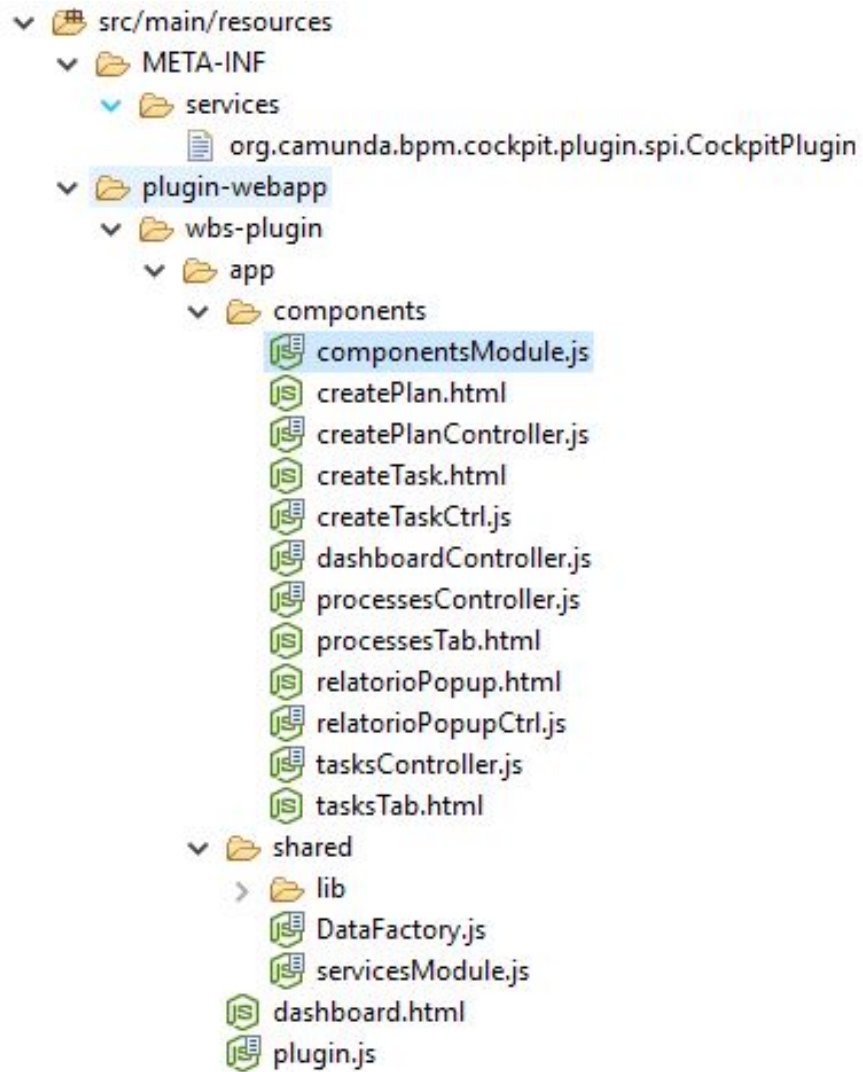 src/main/resources
META-INF
services
org.camunda.bpm.cockpit.plugin.spi.CockpitPlugin
plugin-webapp
wbs-plugin
app
components
componentsModule.js
createPlan.html
createPlanController.js
createTask.html
createTaskCtrl.js
dashboardController.js
processesController.js
processesTab.html
relatorioPopup.html
relatorioPopupCtrl.js
tasksController.js
tasksTab.html
shared
lib
DataFactory.js
servicesModule.js
dashboard.html
plugin.js